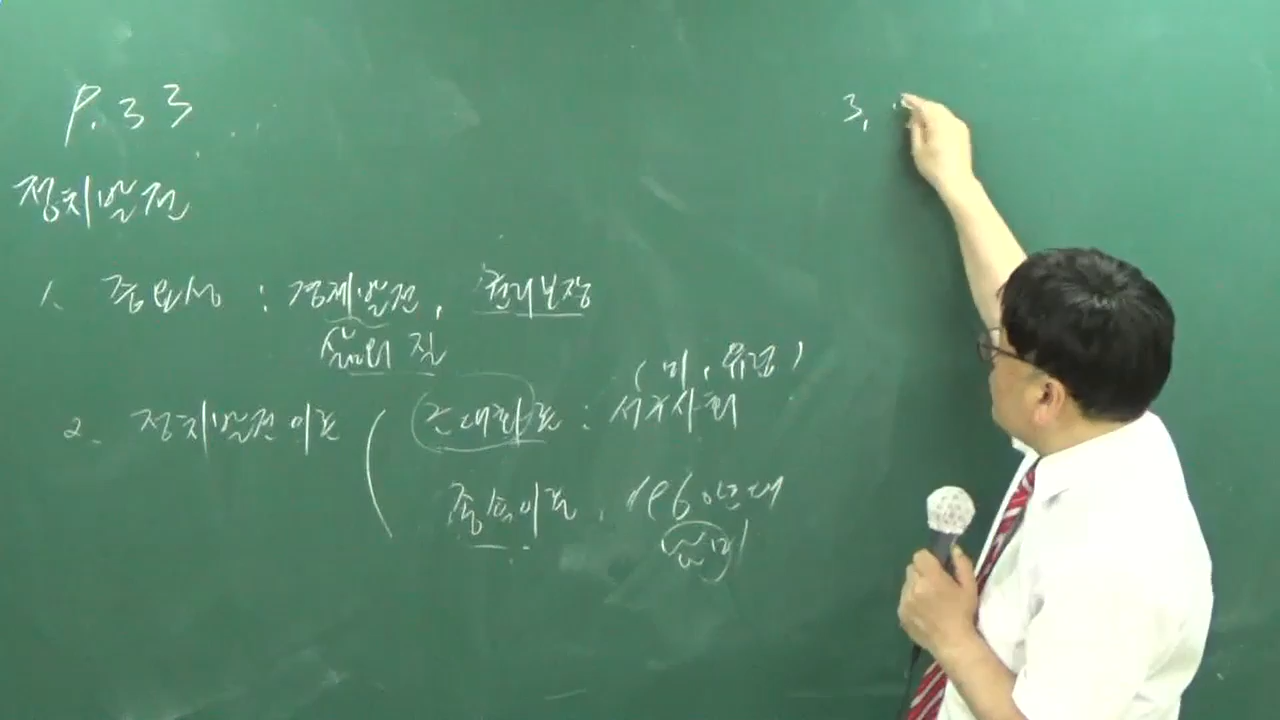 P. 33
정치발전
1. 중요성 : 경제발전, 권리보장
삶의 질
2. 정치발전이론
(미, 유럽)
근대화론 : 서구사회
종속이론, 1960년대
남미
3.